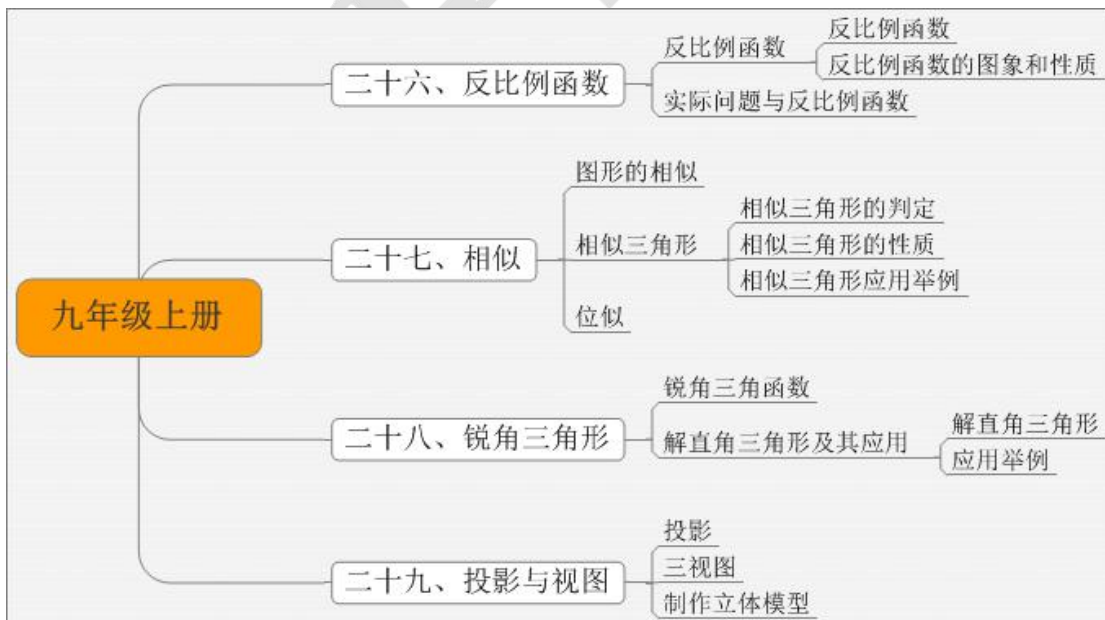 九年级上册
二十六、反比例函数
反比例函数
反比例函数
反比例函数的图象和性质
实际问题与反比例函数
二十七、相似
图形的相似
相似三角形
相似三角形的判定
相似三角形的性质
相似三角形应用举例
位似
二十八、锐角三角形
锐角三角函数
解直角三角形及其应用
解直角三角形
应用举例
二十九、投影与视图
投影
三视图
制作立体模型